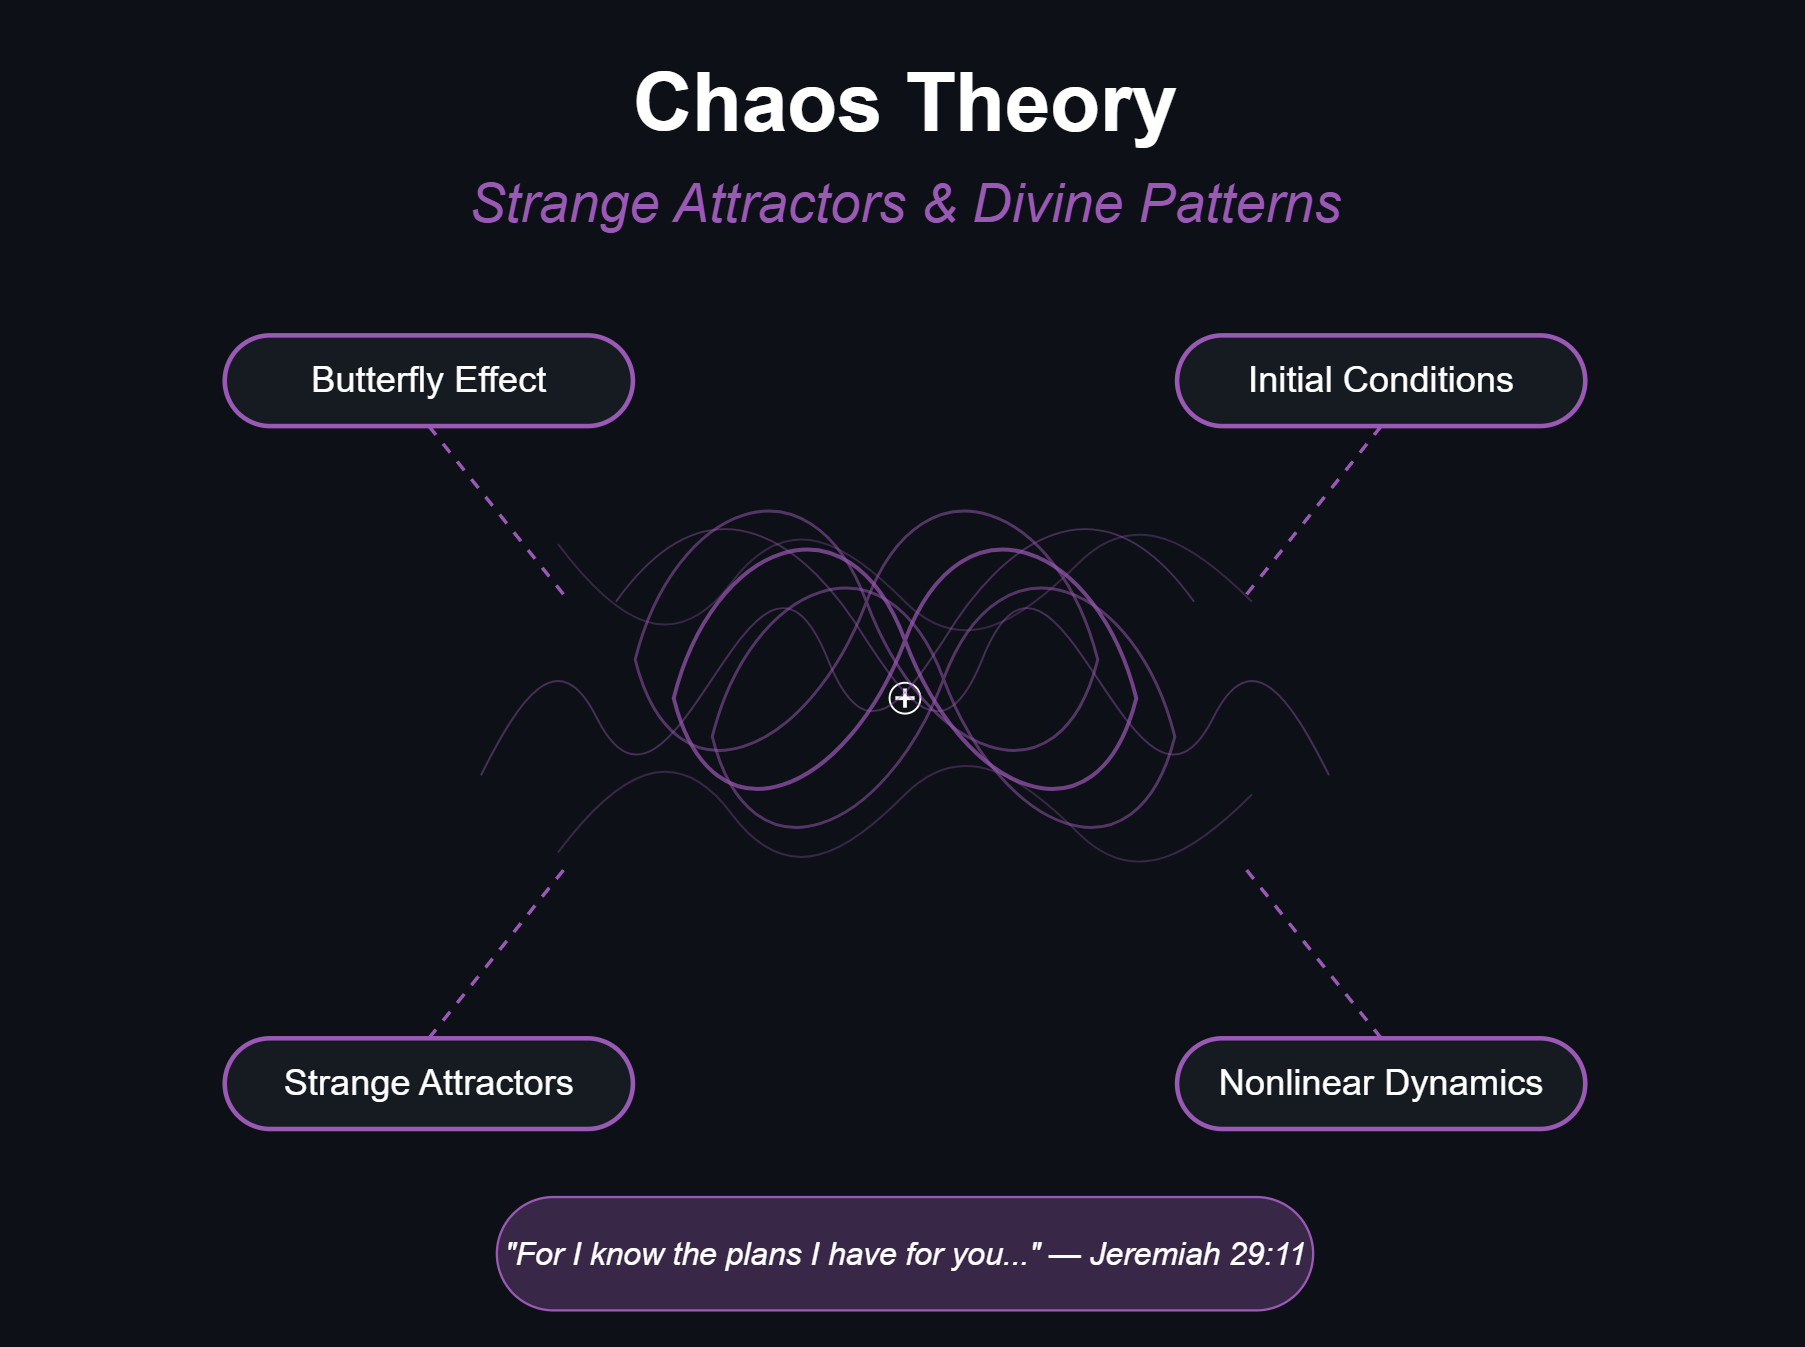 Chaos Theory
Strange Attractors & Divine Patterns
Butterfly Effect
Initial Conditions
Strange Attractors
Nonlinear Dynamics
"For I know the plans I have for you..." — Jeremiah 29:11